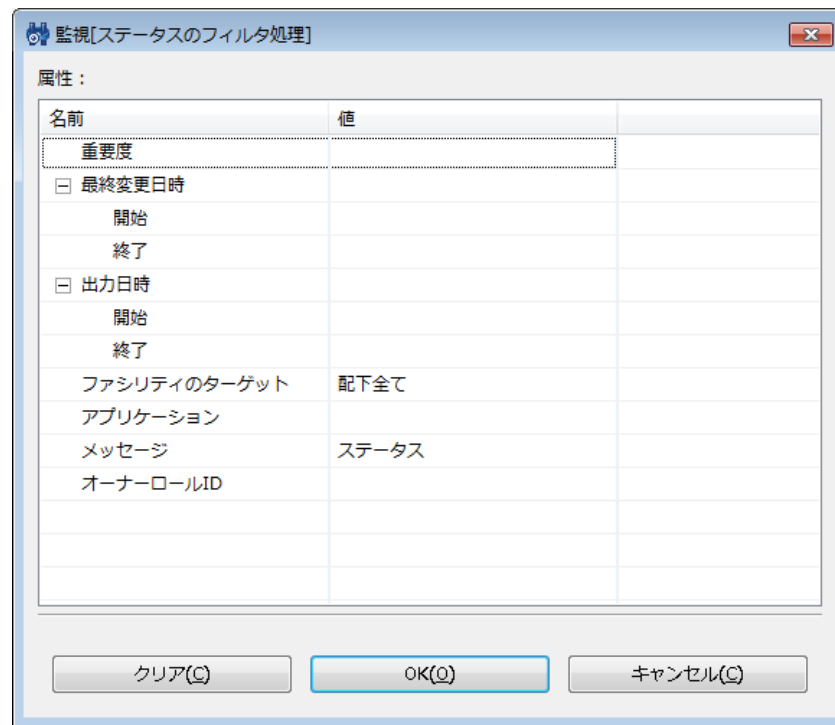 監視[ステータスのフィルタ処理]
属性：
名前 値
重要度
最終変更日時
開始
終了
出力日時
開始
終了
ファシリティのターゲット 配下全て
アプリケーション
メッセージ ステータス
オーナーロールID
クリア(C) OK(O) キャンセル(C)